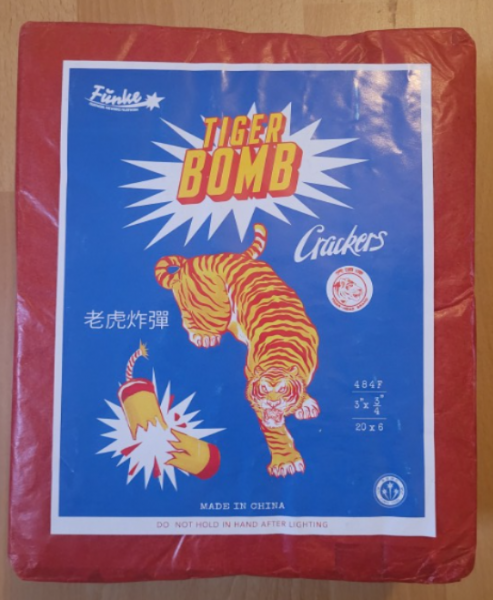 Funke
TIGER
BOMB
Crackers
老虎炸彈
484F
3"x 3/4"
20 x 6
MADE IN CHINA
DO NOT HOLD IN HAND AFTER LIGHTING